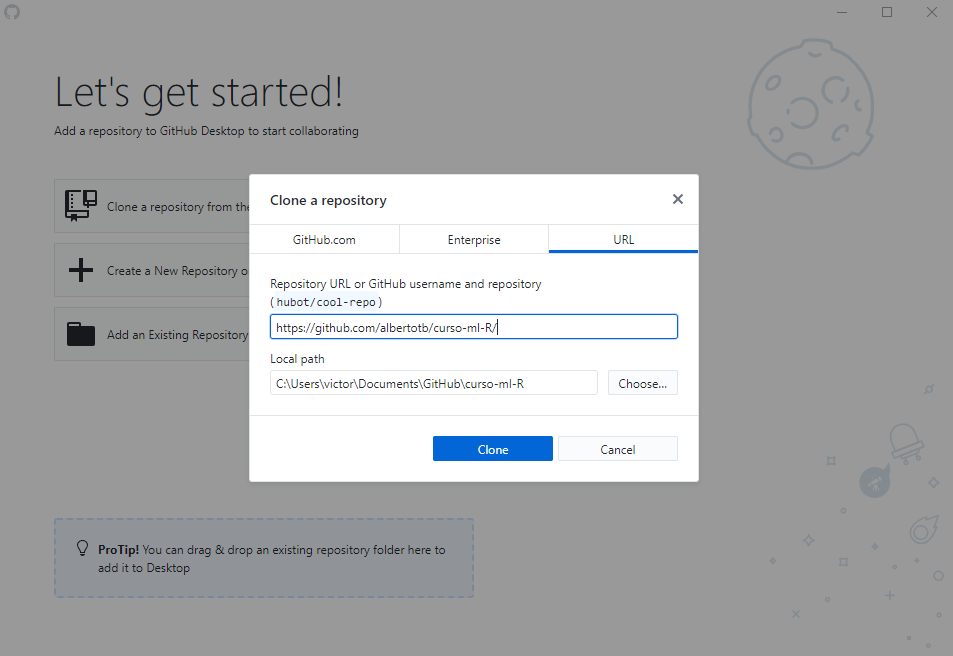 Let's get started!
Add a repository to GitHub Desktop to start collaborating
Clone a repository from the
Create a New Repository o
Add an Existing Repository
Clone a repository
GitHub.com
Enterprise
URL
Repository URL or GitHub username and repository
(hubot/cool-repo)
https://github.com/albertotb/curso-ml-R/
Local path
C:\Users\victor\Documents\GitHub\curso-ml-R
Choose...
Clone
Cancel
ProTip! You can drag & drop an existing repository folder here to
add it to Desktop